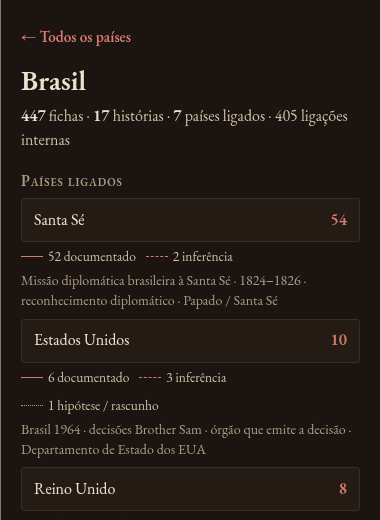 ← Todos os países
Brasil
447 fichas · 17 histórias · 7 países ligados · 405 ligações
internas
Países ligados
Santa Sé 54
52 documentado 2 inferência
Missão diplomática brasileira à Santa Sé · 1824–1826 ·
reconhecimento diplomático · Papado / Santa Sé
Estados Unidos 10
6 documentado 3 inferência
1 hipótese / rascunho
Brasil 1964 · decisões Brother Sam · órgão que emite a decisão ·
Departamento de Estado dos EUA
Reino Unido 8